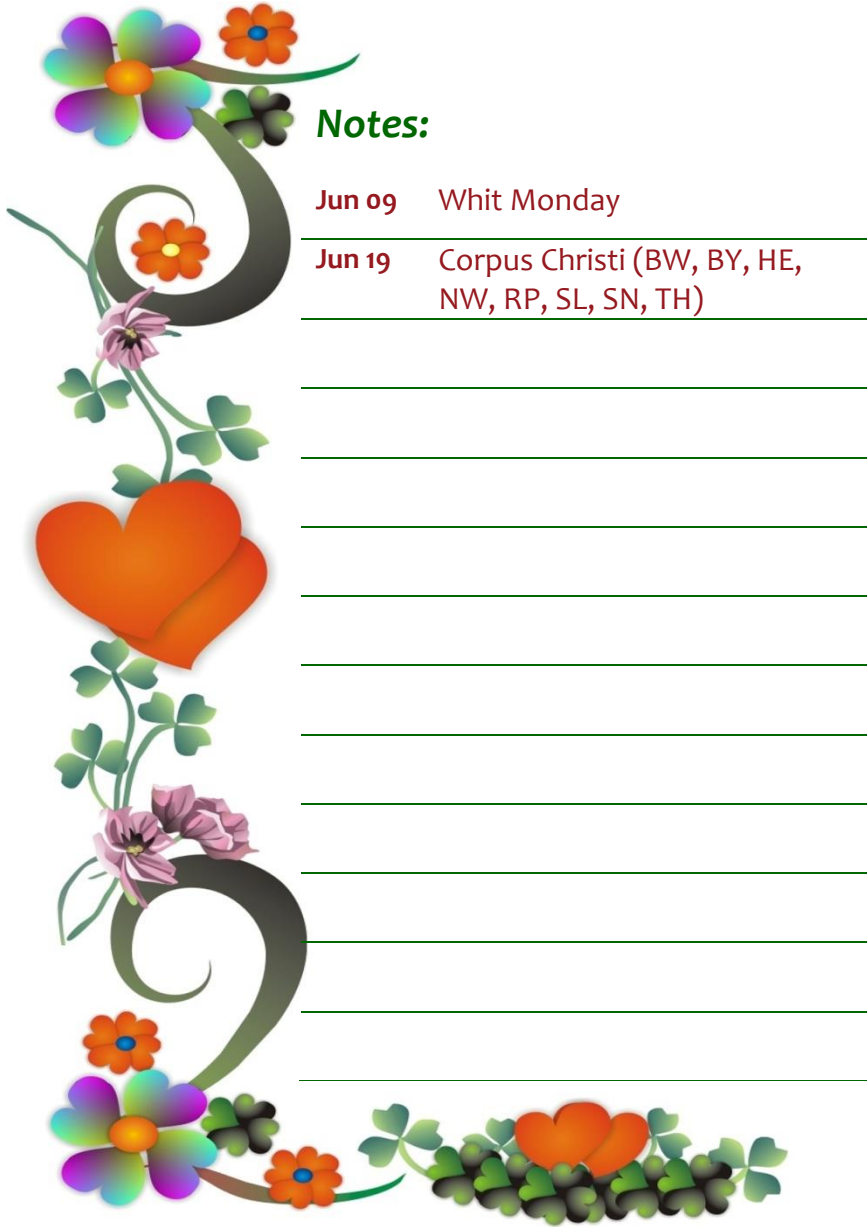 Notes:
Jun 09 Whit Monday
Jun 19 Corpus Christi (BW, BY, HE,
NW, RP, SL, SN, TH)